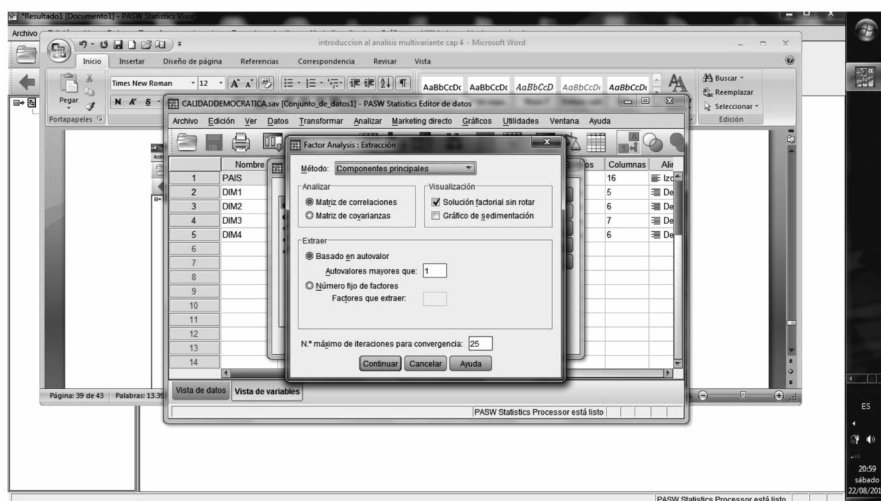 *Resultado1 [Documento1] - PASW Statistics
Archivo
introduccion al analisis multivariante cap 4 - Microsoft Word
Inicio Insertar Diseño de página Referencias Correspondencia Revisar Vista
Pegar
Portapapeles
Times New Roman 12
N K S
AaBbCcDc AaBbCcDc AaBbCcD AaBbCcDc AaBbCcDc
Buscar
Reemplazar
Seleccionar
Edición
CALIDADDEMOCRATICA.sav [Conjunto_de_datos1] - PASW Statistics Editor de datos
Archivo Edición Ver Datos Transformar Analizar Marketing directo Gráficos Utilidades Ventana Ayuda
Nombre Columnas
1 PAIS 16
2 DIM1 5
3 DIM2 6
4 DIM3 7
5 DIM4 6
6
7
8
9
10
11
12
13
14
Factor Analysis : Extracción
Método: Componentes principales
Analizar
Matriz de correlaciones
Matriz de covarianzas
Visualización
Solución factorial sin rotar
Gráfico de sedimentación
Extraer
Basado en autovalor
Autovalores mayores que: 1
Número fijo de factores
Factores que extraer:
N.º máximo de iteraciones para convergencia: 25
Continuar Cancelar Ayuda
Vista de datos Vista de variables
PASW Statistics Processor está listo
Página: 39 de 43 Palabras: 13.35
PASW Statistics Processor está listo
ES
20:59
sábado
22/08/201